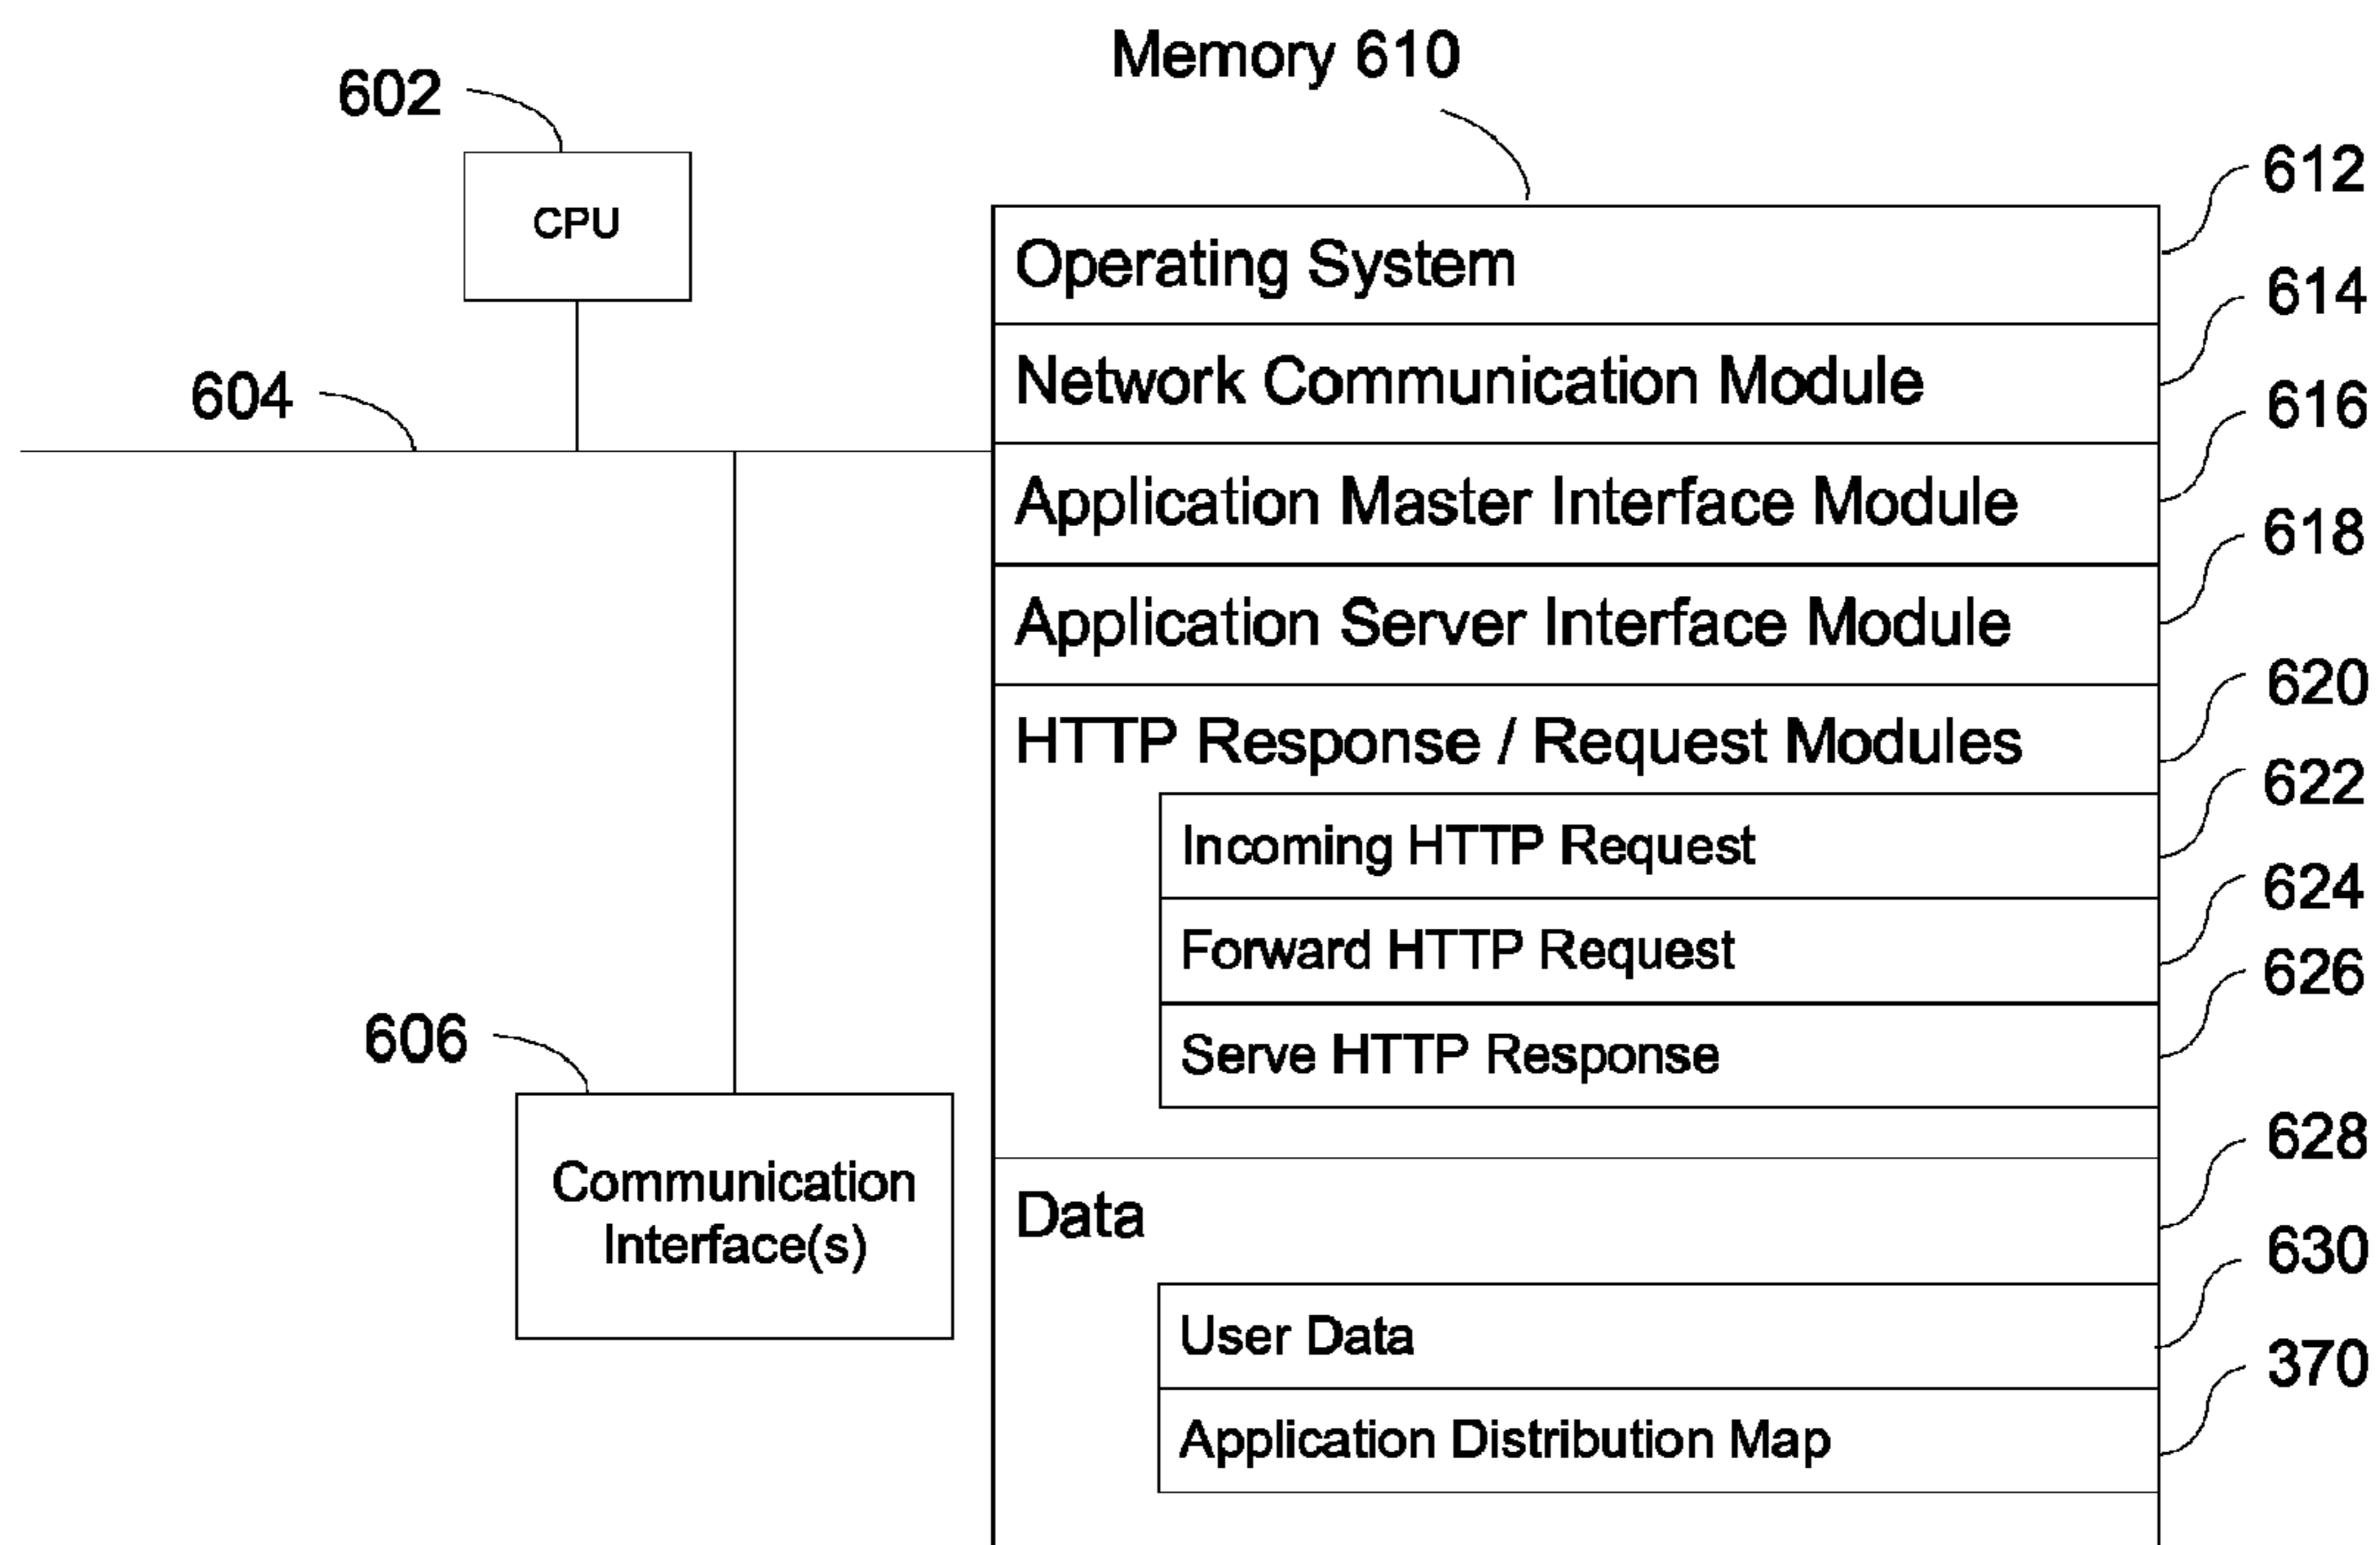 Memory 610
602
CPU
604
606
Communication
Interface(s)
Operating System
612
Network Communication Module
614
Application Master Interface Module
616
Application Server Interface Module
618
HTTP Response / Request Modules
620
Incoming HTTP Request
622
Forward HTTP Request
624
Serve HTTP Response
626
Data
628
User Data
630
Application Distribution Map
370